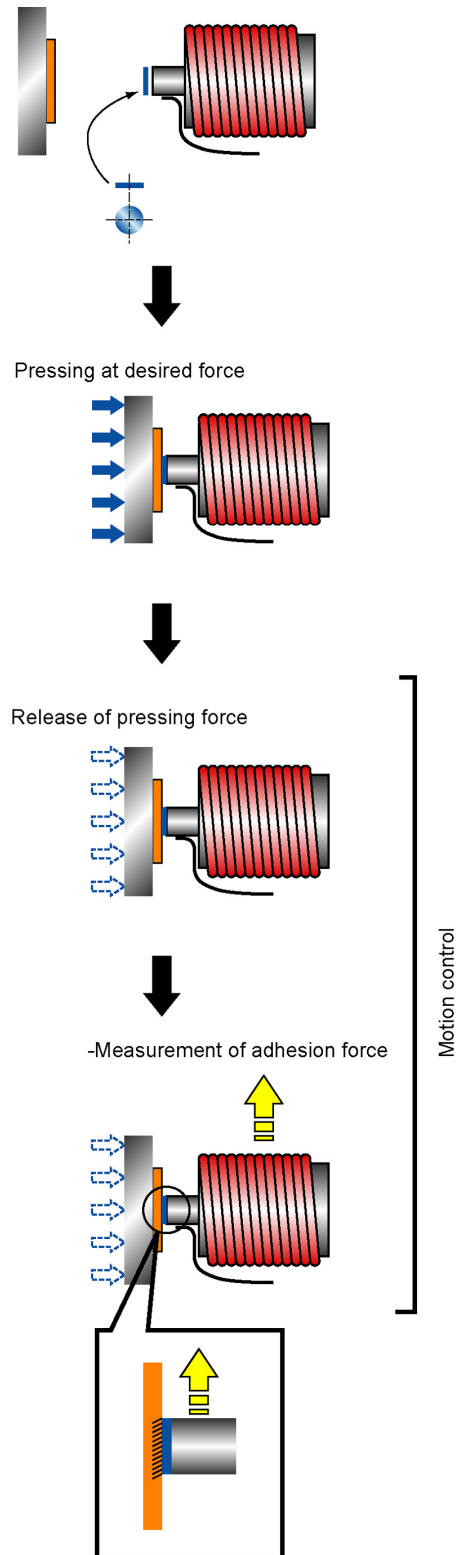 Pressing at desired force
Release of pressing force
-Measurement of adhesion force
Motion control